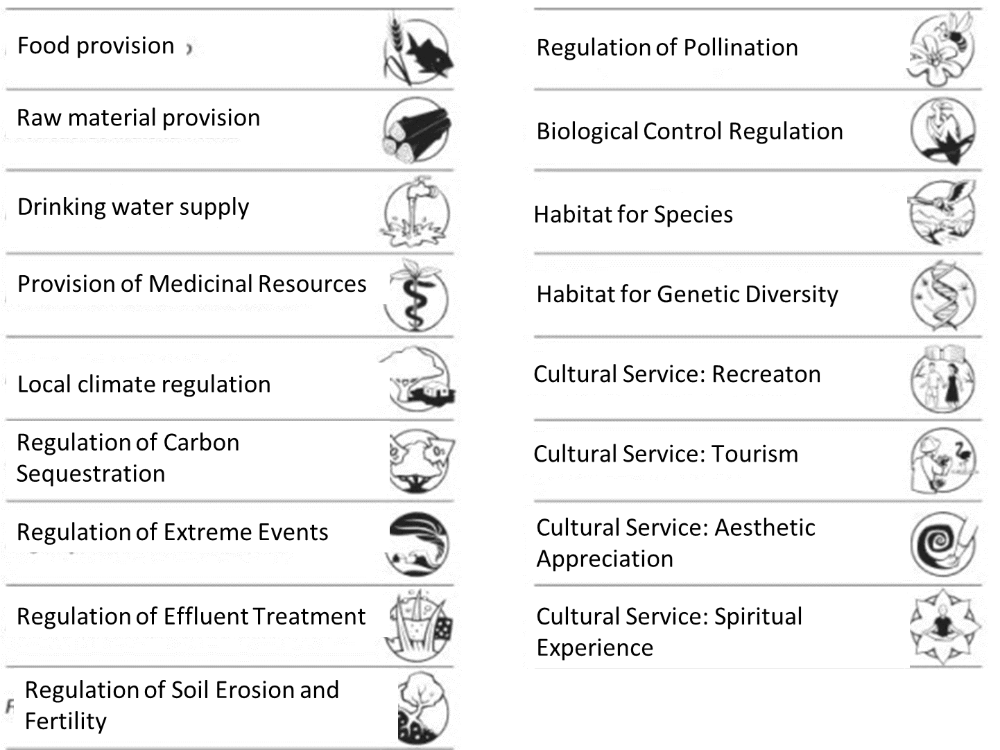 Food provision
Raw material provision
Drinking water supply
Provision of Medicinal Resources
Local climate regulation
Regulation of Carbon
Sequestration
Regulation of Extreme Events
Regulation of Effluent Treatment
Regulation of Soil Erosion and
Fertility
Regulation of Pollination
Biological Control Regulation
Habitat for Species
Habitat for Genetic Diversity
Cultural Service: Recreaton
Cultural Service: Tourism
Cultural Service: Aesthetic
Appreciation
Cultural Service: Spiritual
Experience